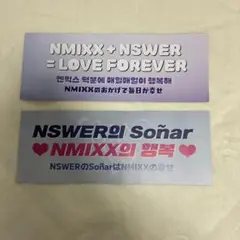 NMIXX + NSWER
= LOVE FOREVER
엔믹스 덕분에 매일매일이 행복해
NMIXXのおかげで毎日が幸せ
NSWER의 Soñar
NMIXX의 행복
NSWERのSoñarはNMIXXの幸せ